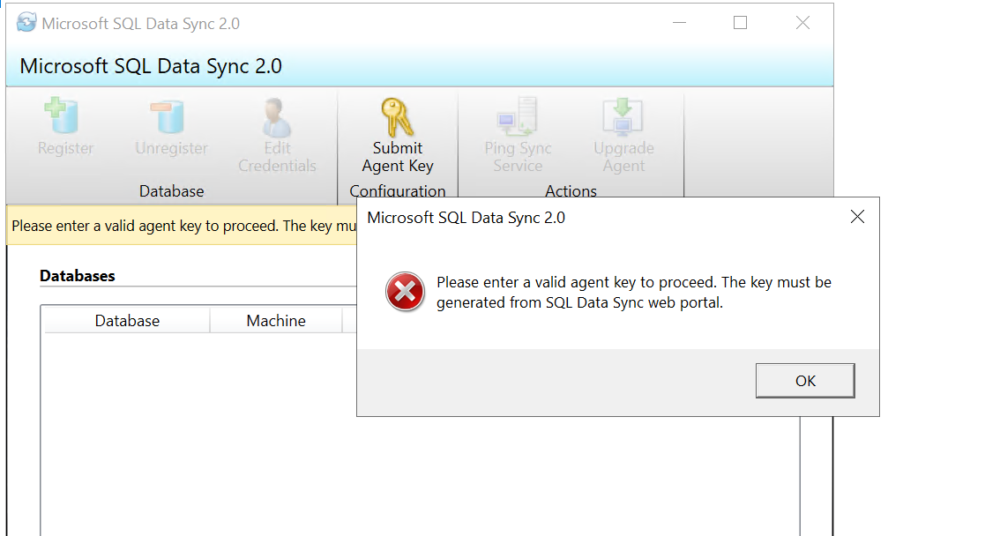 Microsoft SQL Data Sync 2.0
Microsoft SQL Data Sync 2.0
Register
Unregister
Edit
Credentials
Submit
Agent Key
Ping Sync
Service
Upgrade
Agent
Database
Configuration
Actions
Please enter a valid agent key to proceed. The key mu
Microsoft SQL Data Sync 2.0
Please enter a valid agent key to proceed. The key must be
generated from SQL Data Sync web portal.
OK
Databases
Database
Machine